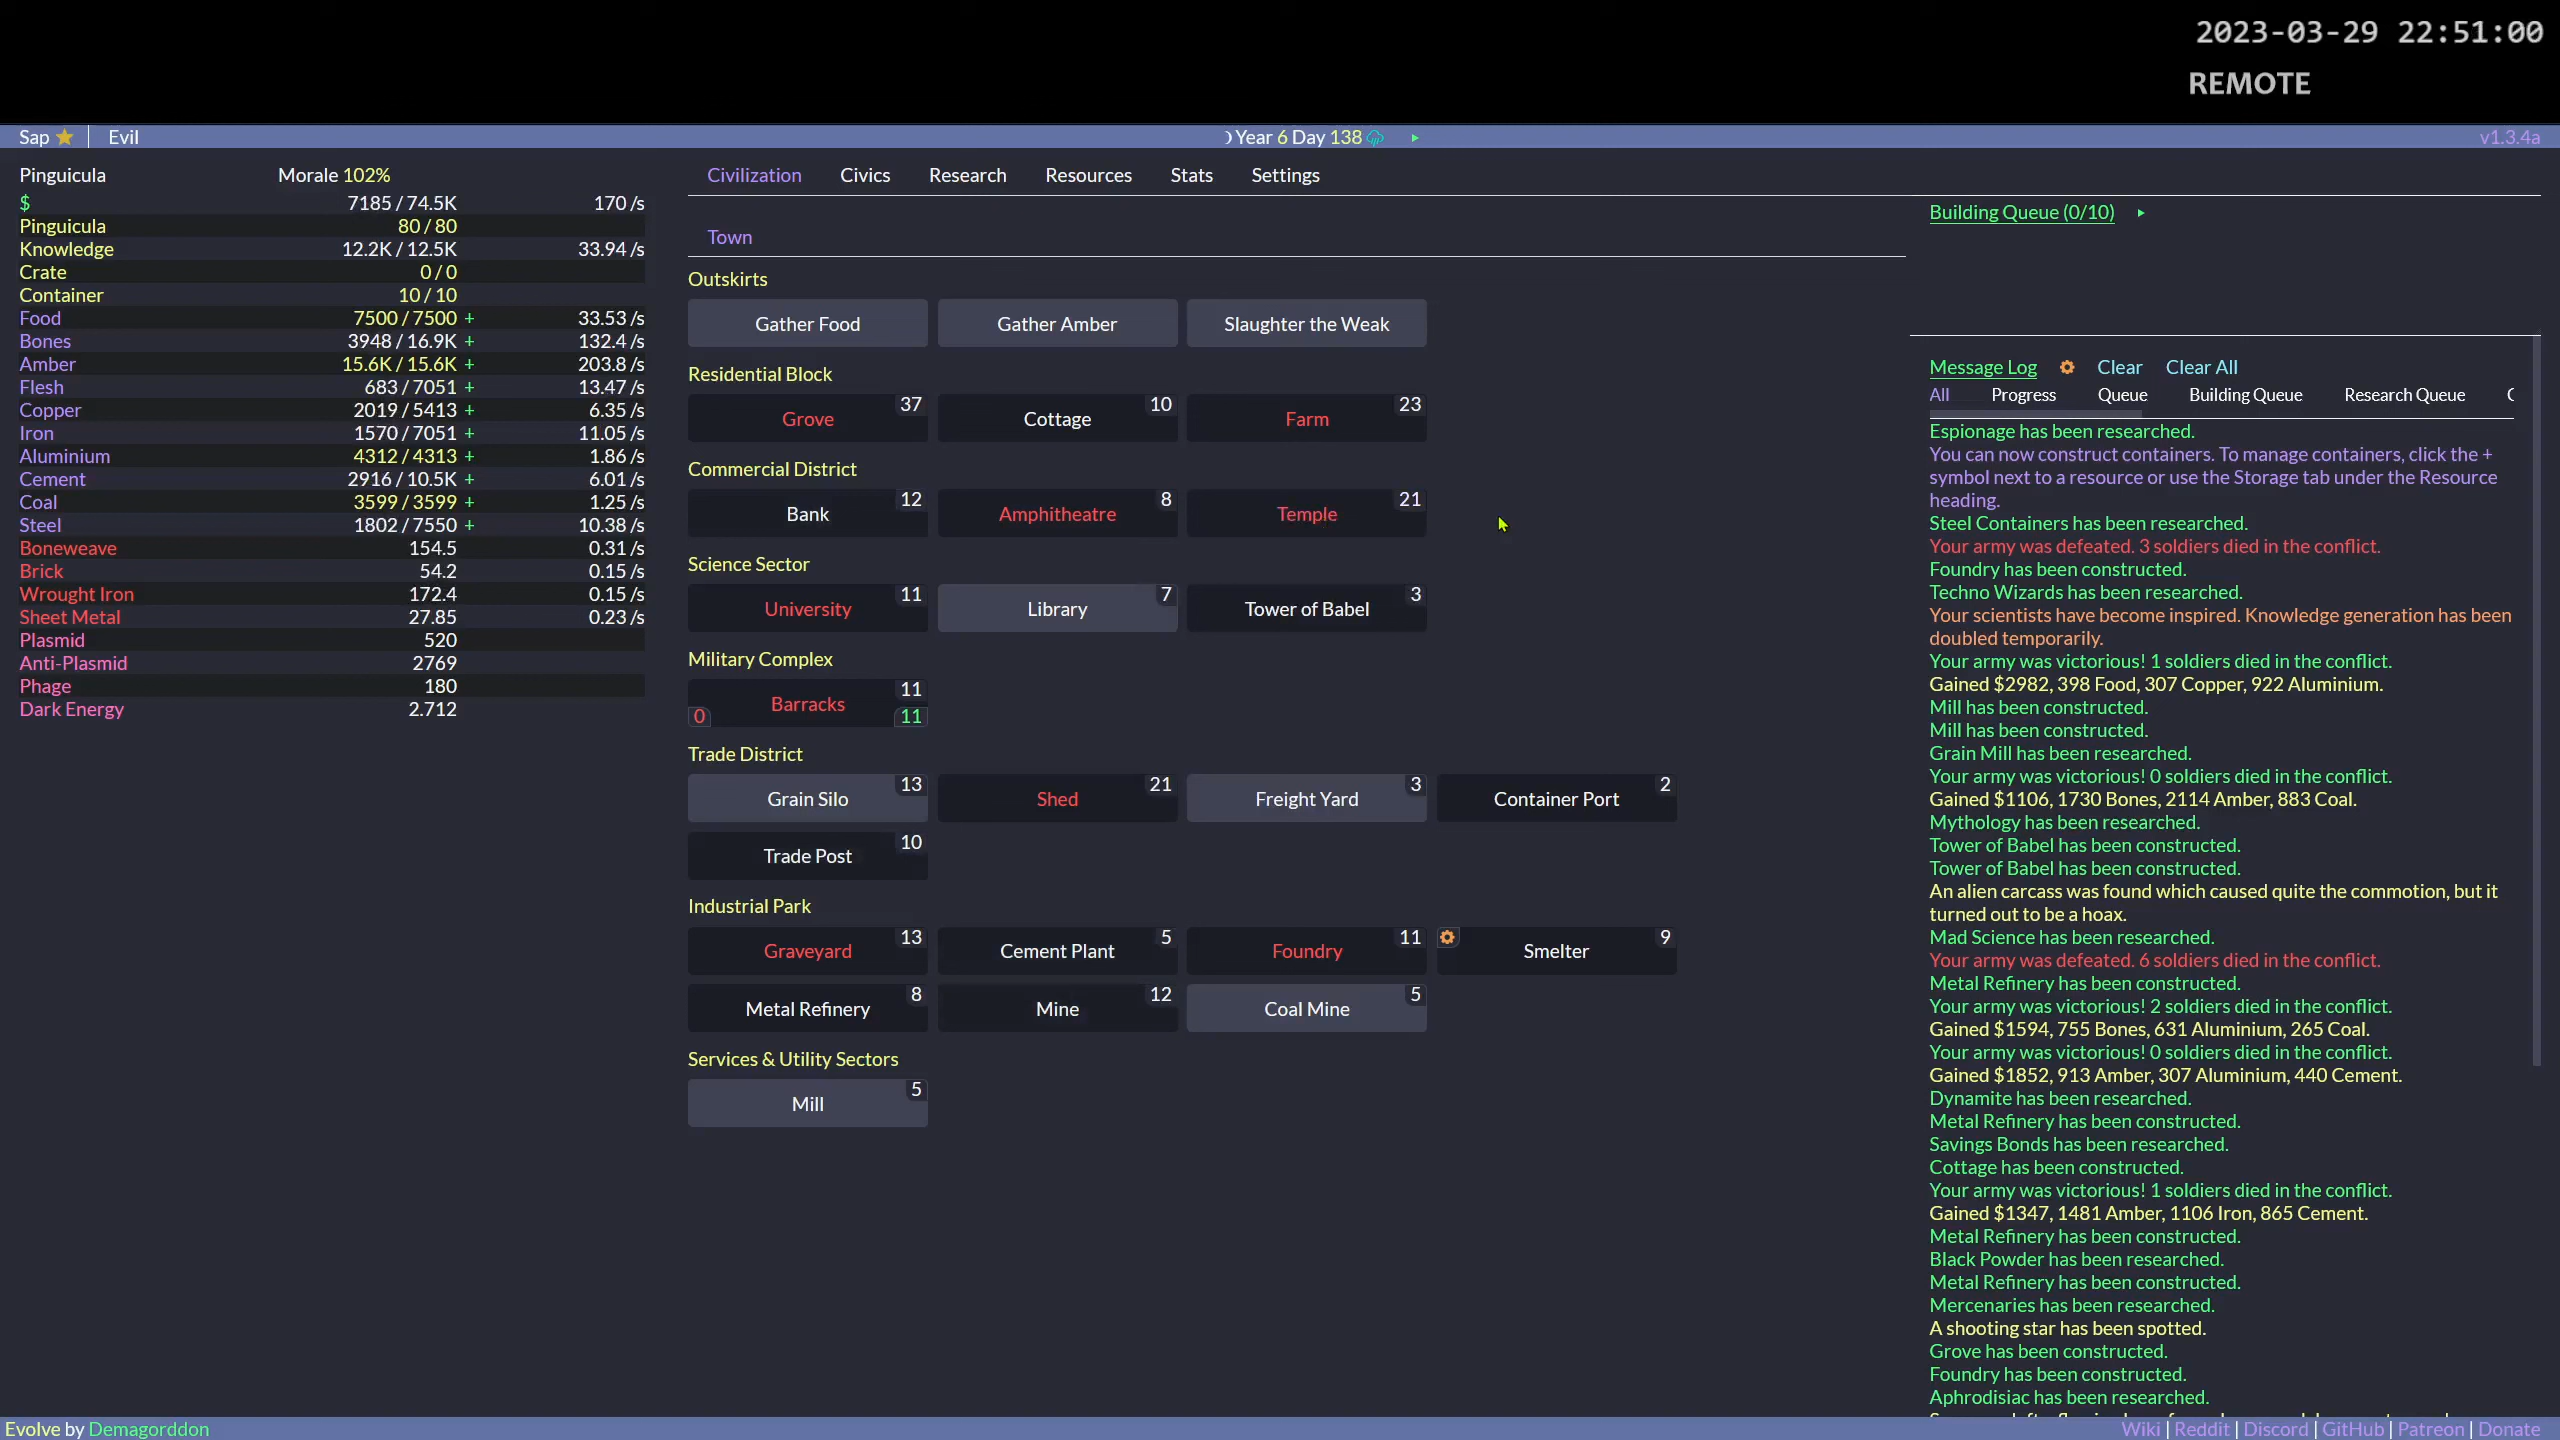 2023-03-29 22:51:00
REMOTE
Sap Evil
Year 6 Day 138
v1.3.4a
Pinguicula Morale 102%
$ 7185 / 74.5K 170 /s
Pinguicula 80 / 80
Knowledge 12.2K / 12.5K 33.94 /s
Crate 0 / 0
Container 10 / 10
Food 7500 / 7500 + 33.53 /s
Bones 3948 / 16.9K + 132.4 /s
Amber 15.6K / 15.6K + 203.8 /s
Flesh 683 / 7051 + 13.47 /s
Copper 2019 / 5413 + 6.35 /s
Iron 1570 / 7051 + 11.05 /s
Aluminium 4312 / 4313 + 1.86 /s
Cement 2916 / 10.5K + 6.01 /s
Coal 3599 / 3599 + 1.25 /s
Steel 1802 / 7550 + 10.38 /s
Boneweave 154.5 0.31 /s
Brick 54.2 0.15 /s
Wrought Iron 172.4 0.15 /s
Sheet Metal 27.85 0.23 /s
Plasmid 520
Anti-Plasmid 2769
Phage 180
Dark Energy 2.712
Civilization Civics Research Resources Stats Settings
Town
Outskirts
Gather Food Gather Amber Slaughter the Weak
Residential Block
Grove 37 Cottage 10 Farm 23
Commercial District
Bank 12 Amphitheatre 8 Temple 21
Science Sector
University 11 Library 7 Tower of Babel 3
Military Complex
Barracks 11
0 11
Trade District
Grain Silo 13 Shed 21 Freight Yard 3 Container Port 2
Trade Post 10
Industrial Park
Graveyard 13 Cement Plant 5 Foundry 11 Smelter 9
Metal Refinery 8 Mine 12 Coal Mine 5
Services & Utility Sectors
Mill 5
Building Queue (0/10)
Message Log Clear Clear All
All Progress Queue Building Queue Research Queue
Espionage has been researched.
You can now construct containers. To manage containers, click the +
symbol next to a resource or use the Storage tab under the Resource
heading.
Steel Containers has been researched.
Your army was defeated. 3 soldiers died in the conflict.
Foundry has been constructed.
Techno Wizards has been researched.
Your scientists have become inspired. Knowledge generation has been
doubled temporarily.
Your army was victorious! 1 soldiers died in the conflict.
Gained $2982, 398 Food, 307 Copper, 922 Aluminium.
Mill has been constructed.
Mill has been constructed.
Grain Mill has been researched.
Your army was victorious! 0 soldiers died in the conflict.
Gained $1106, 1730 Bones, 2114 Amber, 883 Coal.
Mythology has been researched.
Tower of Babel has been constructed.
Tower of Babel has been constructed.
An alien carcass was found which caused quite the commotion, but it
turned out to be a hoax.
Mad Science has been researched.
Your army was defeated. 6 soldiers died in the conflict.
Metal Refinery has been constructed.
Your army was victorious! 2 soldiers died in the conflict.
Gained $1594, 755 Bones, 631 Aluminium, 265 Coal.
Your army was victorious! 0 soldiers died in the conflict.
Gained $1852, 913 Amber, 307 Aluminium, 440 Cement.
Dynamite has been researched.
Metal Refinery has been constructed.
Savings Bonds has been researched.
Cottage has been constructed.
Your army was victorious! 1 soldiers died in the conflict.
Gained $1347, 1481 Amber, 1106 Iron, 865 Cement.
Metal Refinery has been constructed.
Black Powder has been researched.
Metal Refinery has been constructed.
Mercenaries has been researched.
A shooting star has been spotted.
Grove has been constructed.
Foundry has been constructed.
Aphrodisiac has been researched.
Evolve by Demagorddon
Wiki | Reddit | Discord | GitHub | Patreon | Donate